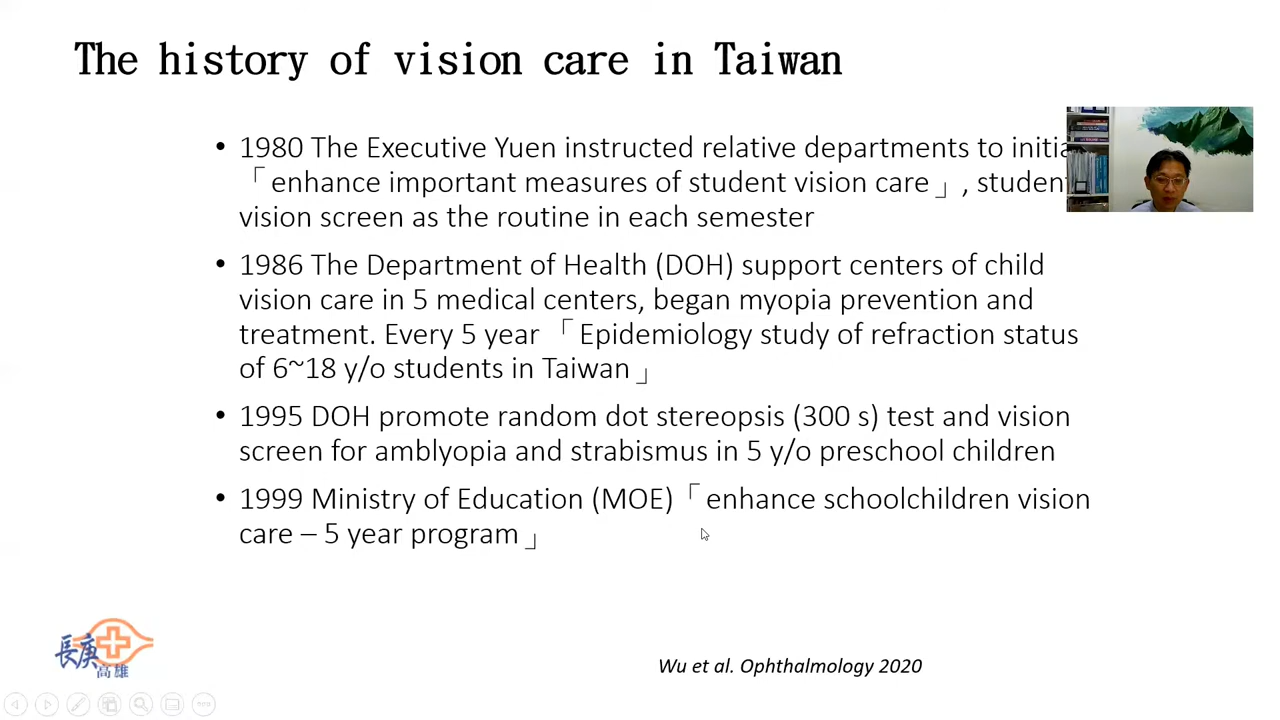 The history of vision care in Taiwan
• 1980 The Executive Yuen instructed relative departments to
「enhance important measures of student vision care」, student
vision screen as the routine in each semester
• 1986 The Department of Health (DOH) support centers of child
vision care in 5 medical centers, began myopia prevention and
treatment. Every 5 year 「Epidemiology study of refraction status
of 6~18 y/o students in Taiwan」
• 1995 DOH promote random dot stereopsis (300 s) test and vision
screen for amblyopia and strabismus in 5 y/o preschool children
• 1999 Ministry of Education (MOE)「enhance schoolchildren vision
care – 5 year program」
長庚
高雄
Wu et al. Ophthalmology 2020